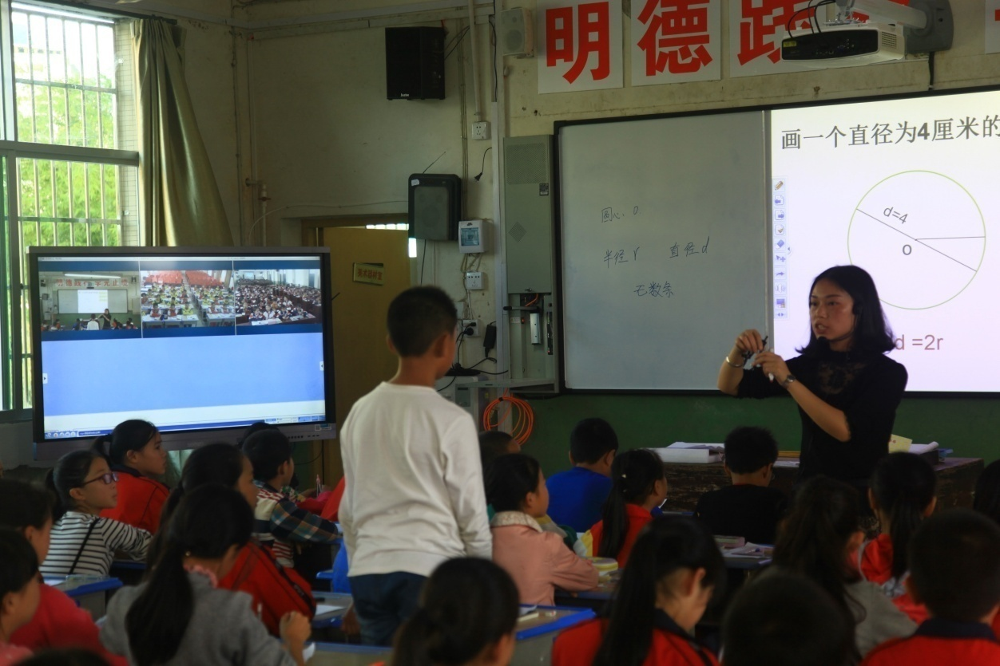 明德践
画一个直径为4厘米的
d=4
O
d =2r
圆心: O
半径 r 直径 d
无数条